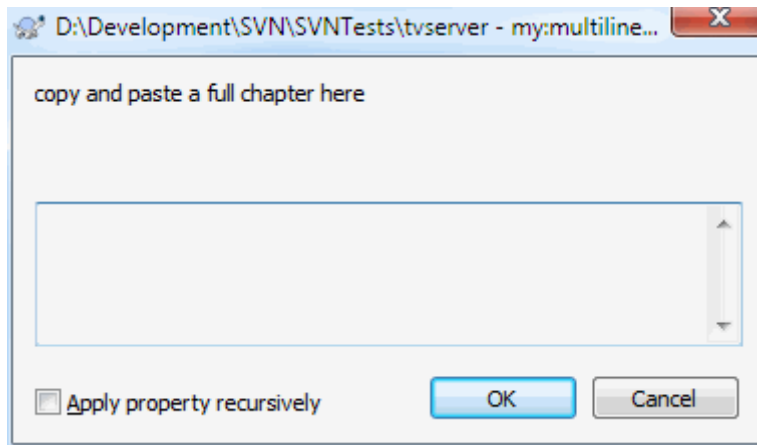 D:\Development\SVN\SVNTests\tvserver - my:multiline...
copy and paste a full chapter here
Apply property recursively
OK
Cancel